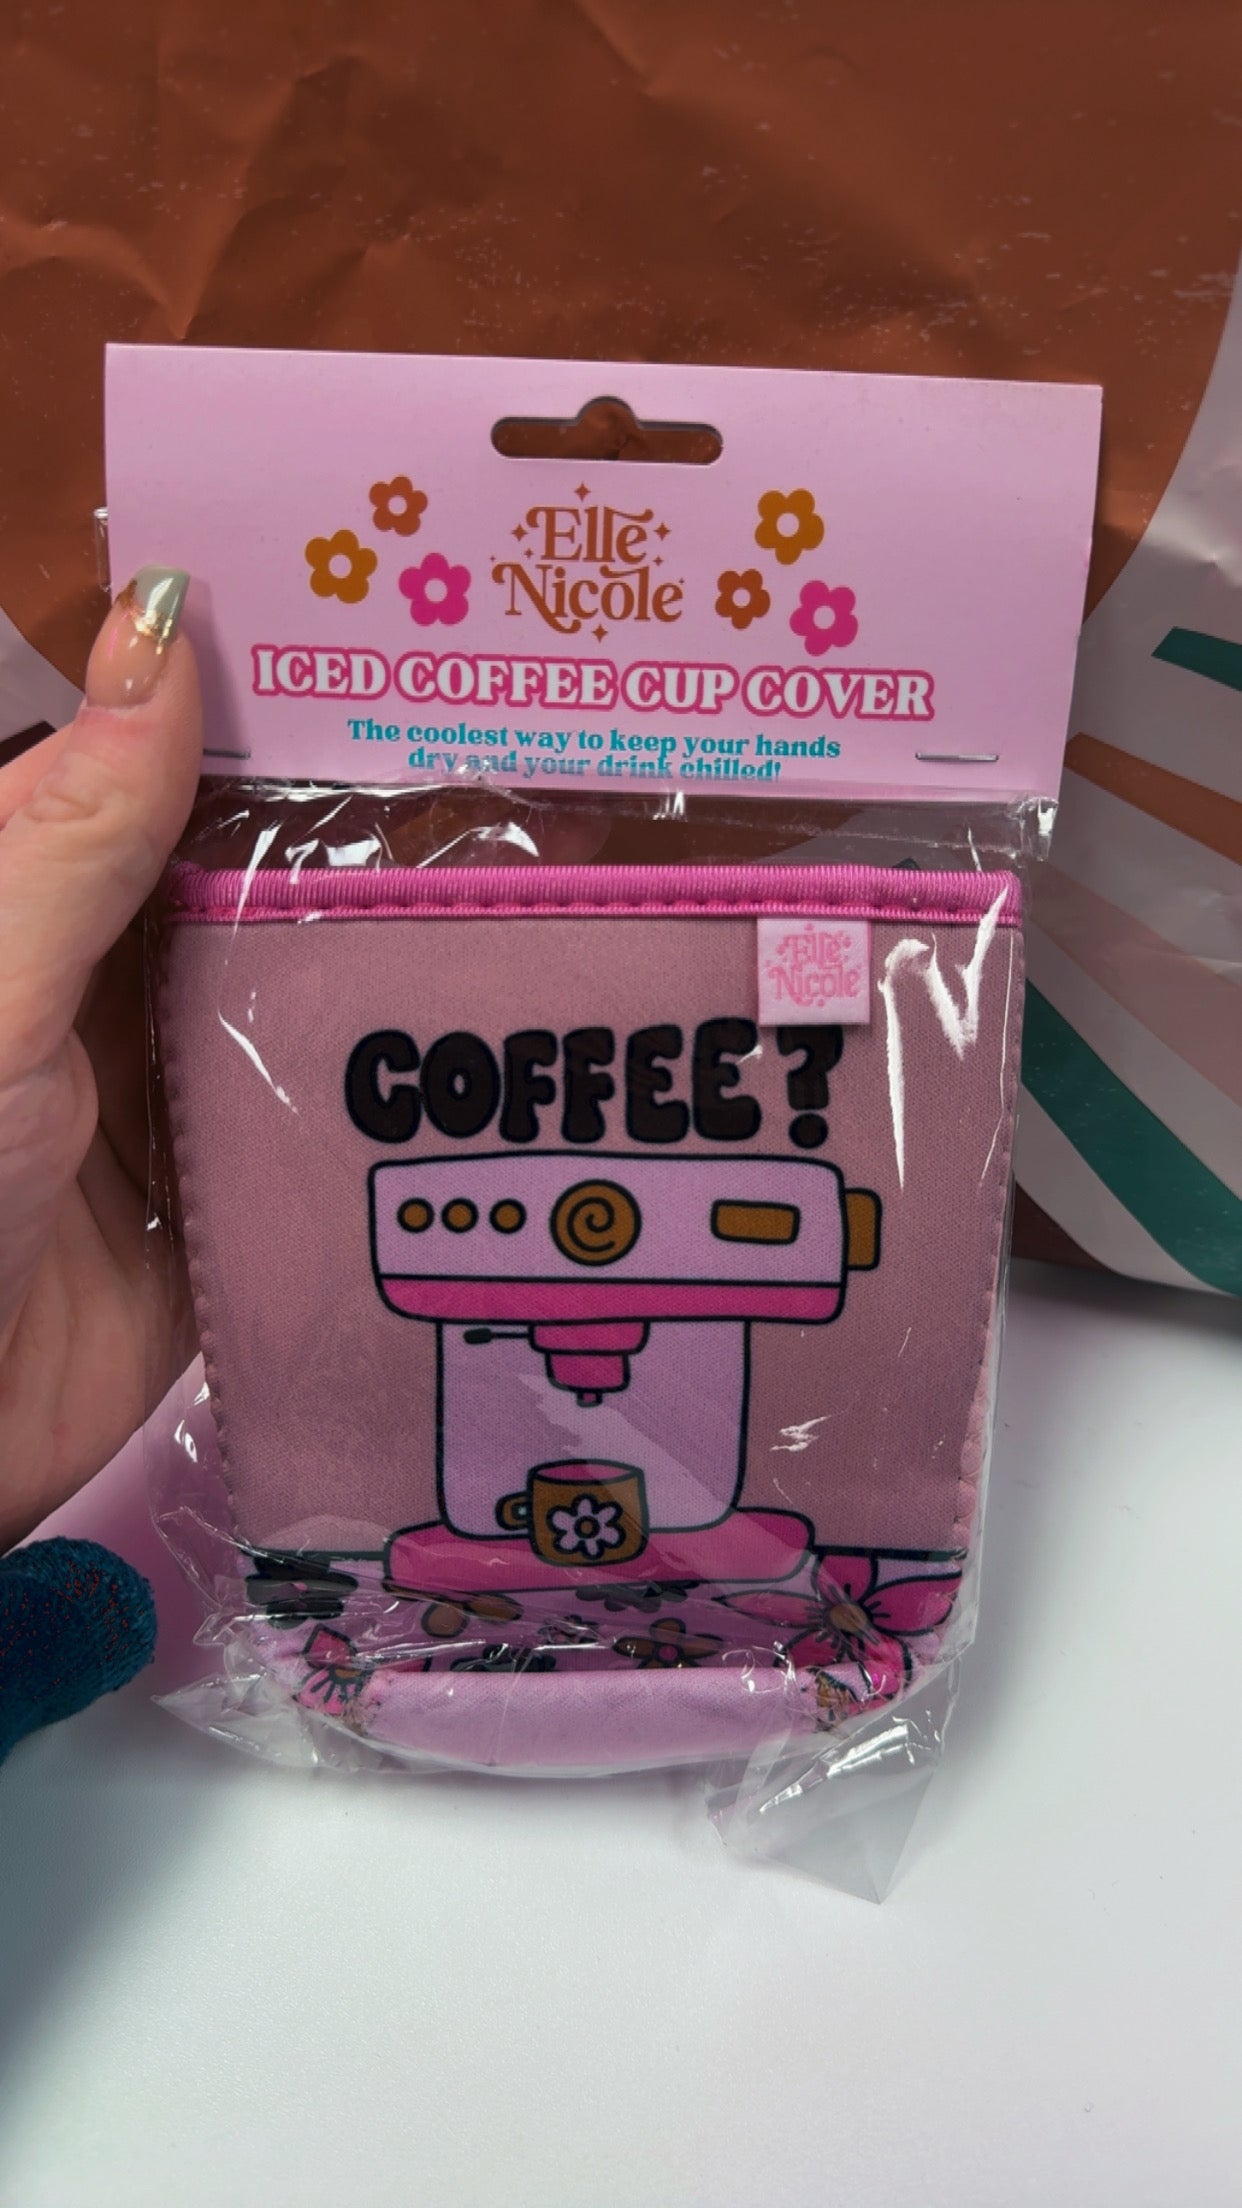 Elle
Nicole
ICED COFFEE CUP COVER
The coolest way to keep your hands
dry and your drink chilled!
Elle
Nicole
COFFEE?